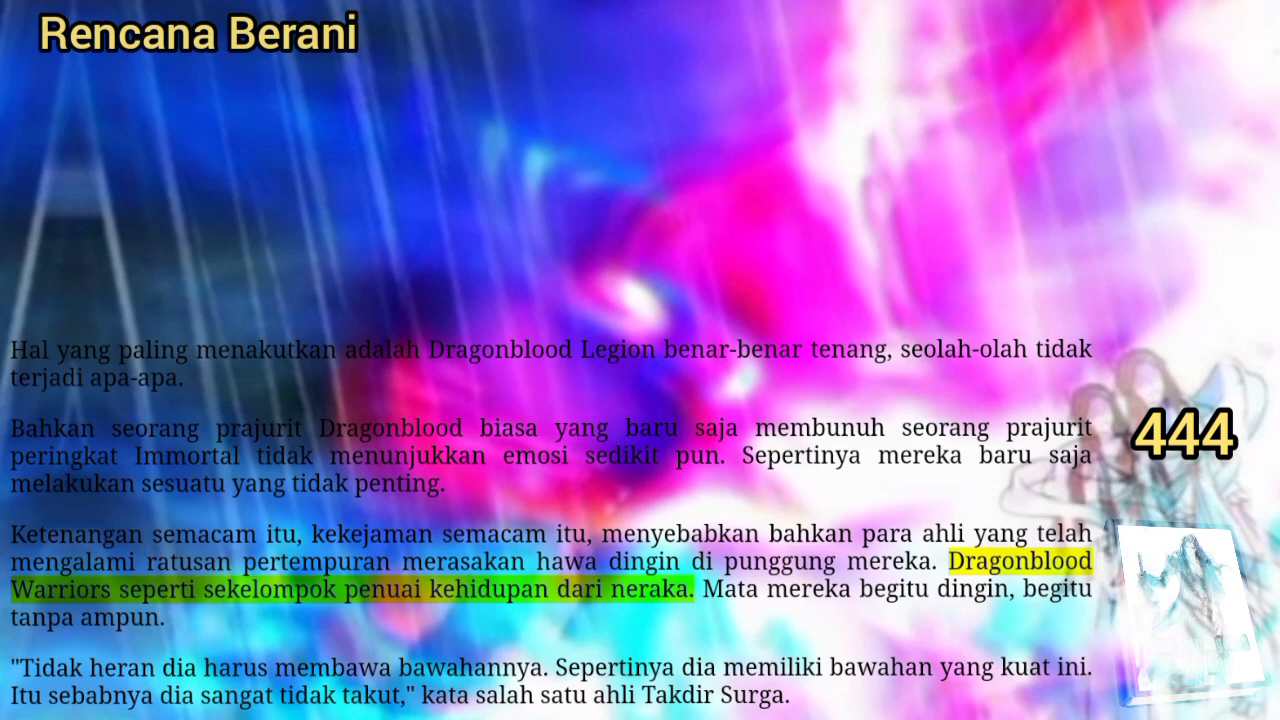 Rencana Berani
Hal yang paling menakutkan adalah Dragonblood Legion benar-benar tenang, seolah-olah tidak
terjadi apa-apa.
Bahkan seorang prajurit Dragonblood biasa yang baru saja membunuh seorang prajurit
peringkat Immortal tidak menunjukkan emosi sedikit pun. Sepertinya mereka baru saja
melakukan sesuatu yang tidak penting.
444
Ketenangan semacam itu, kekejaman semacam itu, menyebabkan bahkan para ahli yang telah
mengalami ratusan pertempuran merasakan hawa dingin di punggung mereka. Dragonblood
Warriors seperti sekelompok penuai kehidupan dari neraka. Mata mereka begitu dingin, begitu
tanpa ampun.
"Tidak heran dia harus membawa bawahannya. Sepertinya dia memiliki bawahan yang kuat ini.
Itu sebabnya dia sangat tidak takut," kata salah satu ahli Takdir Surga.